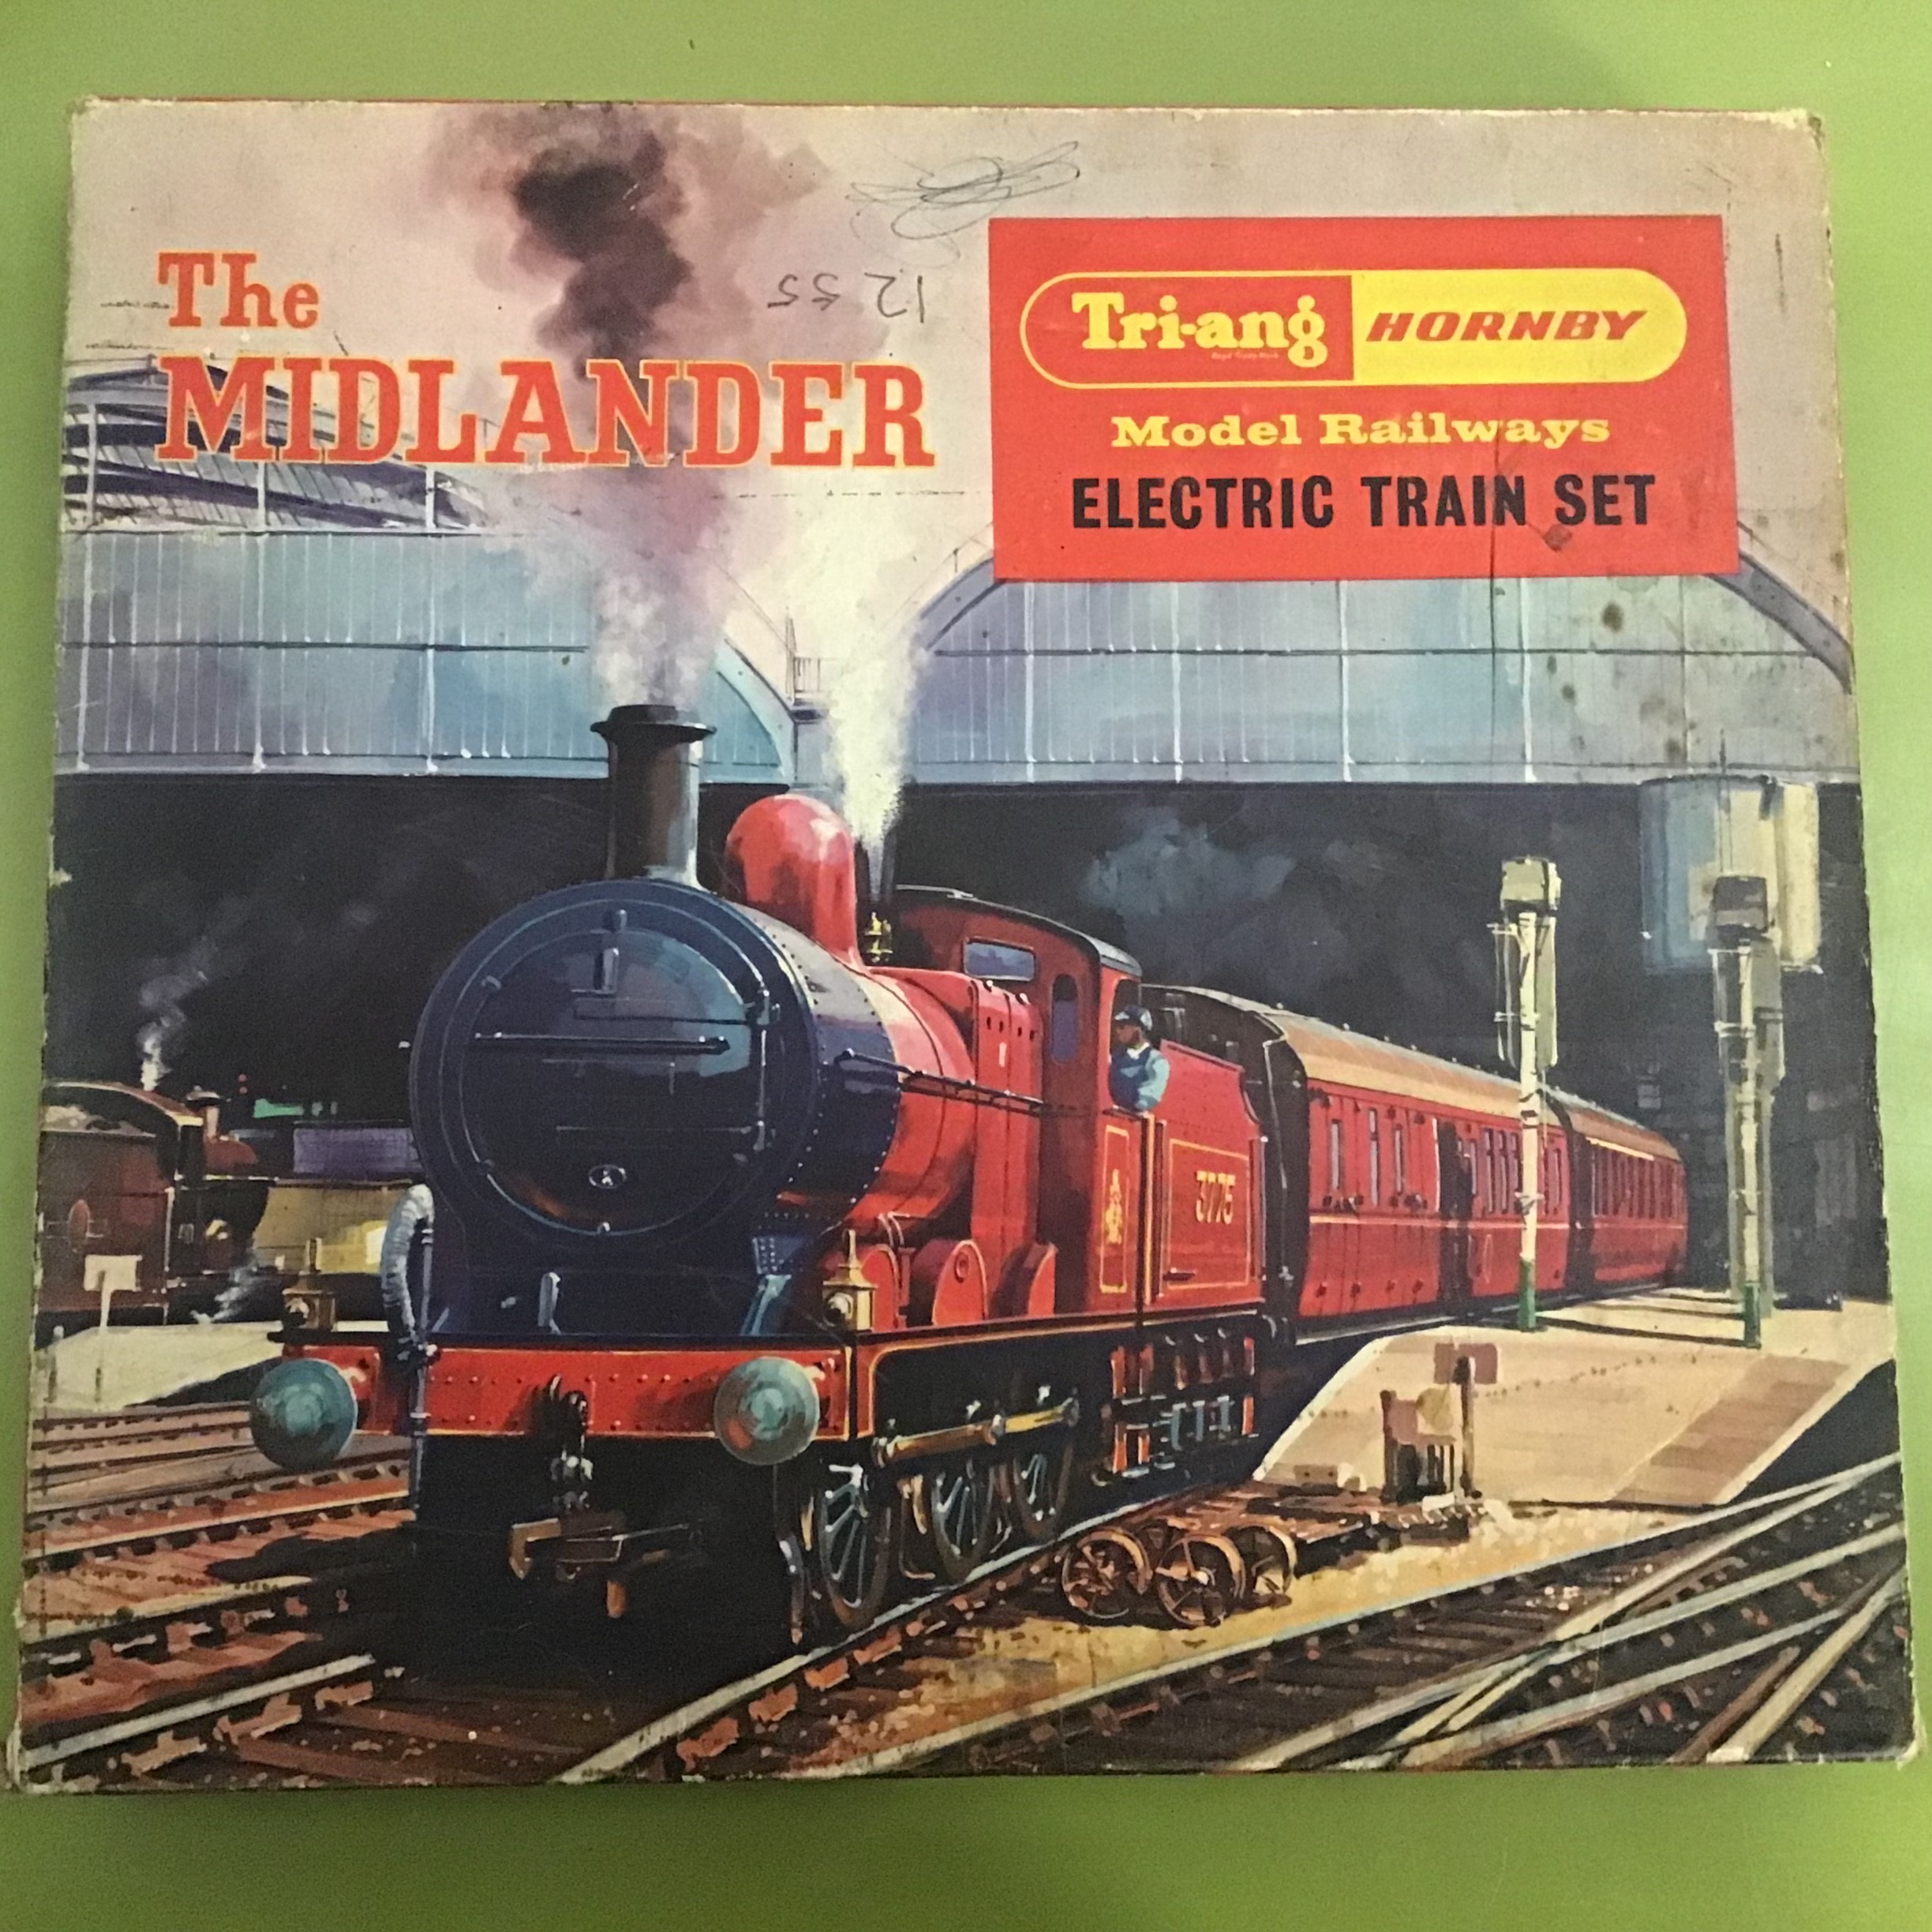 The
MIDLANDER
Tri-ang HORNBY
Model Railways
ELECTRIC TRAIN SET
12 55
3775